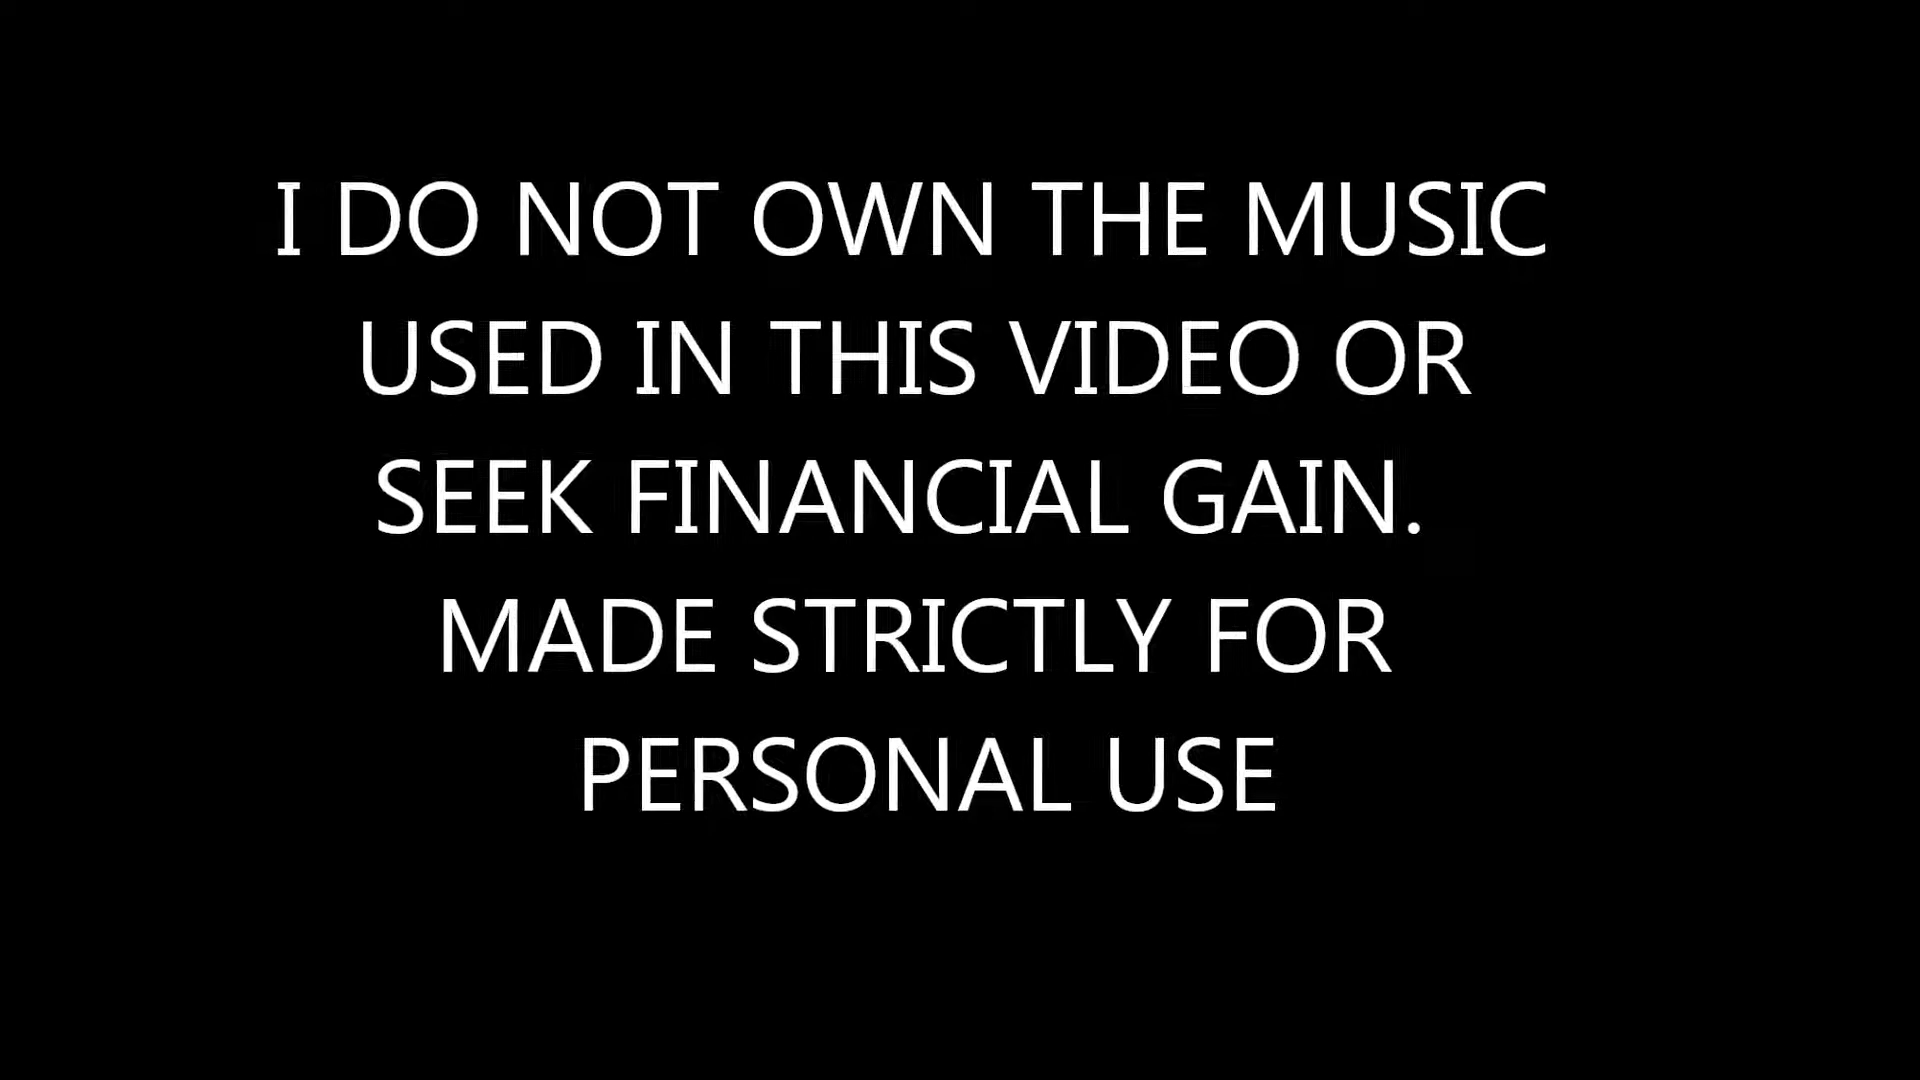 I DO NOT OWN THE MUSIC
USED IN THIS VIDEO OR
SEEK FINANCIAL GAIN.
MADE STRICTLY FOR
PERSONAL USE